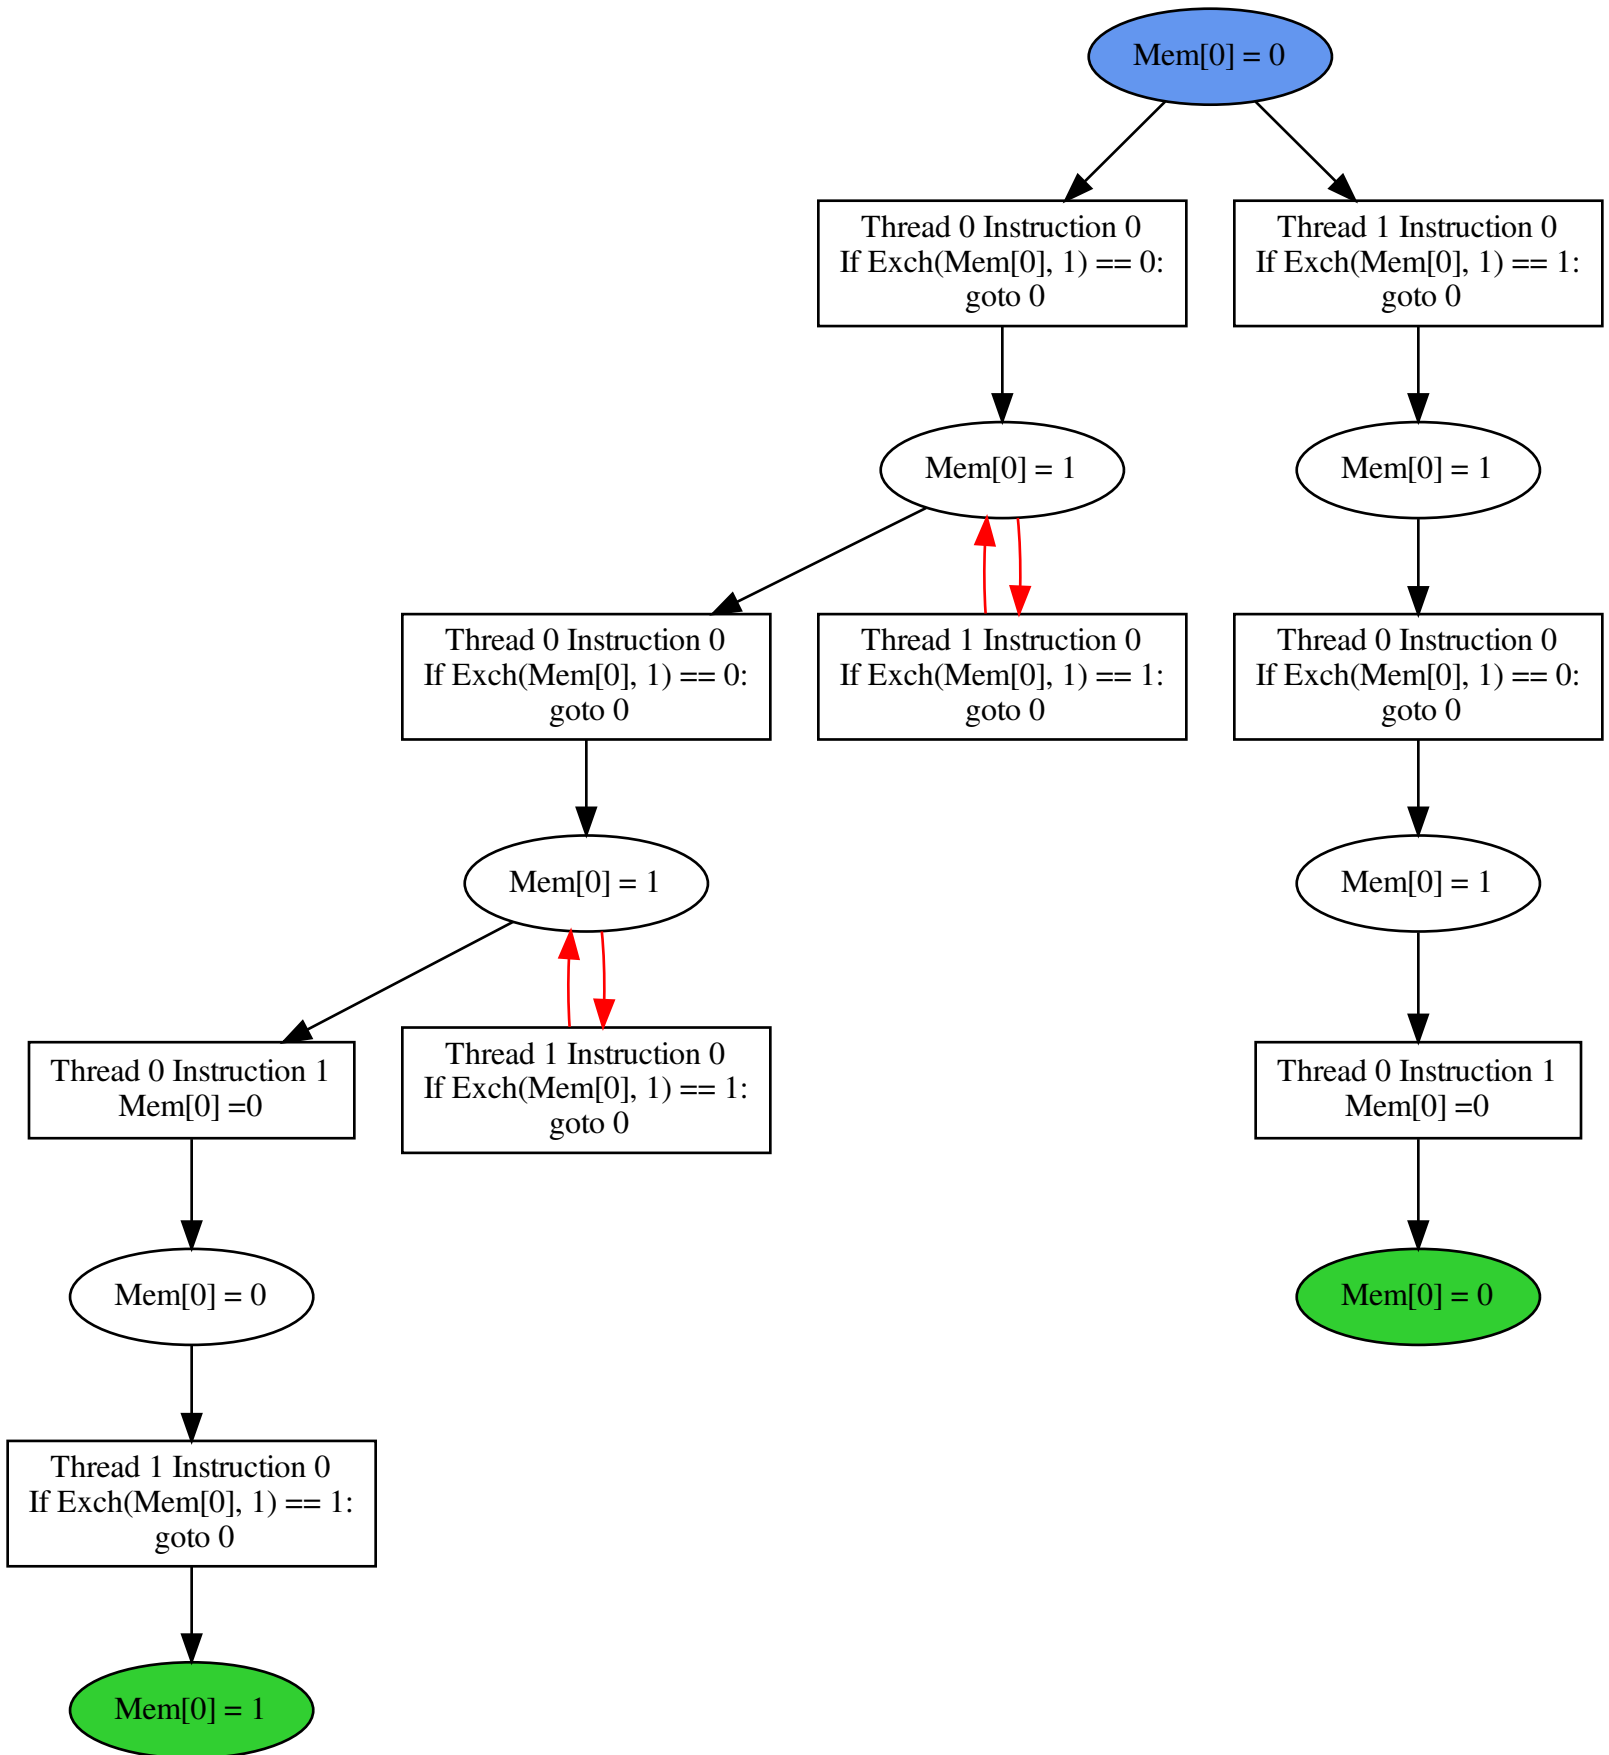 Mem[0] = 0
Thread 0 Instruction 0
If Exch(Mem[0], 1) == 0:
goto 0
Thread 1 Instruction 0
If Exch(Mem[0], 1) == 1:
goto 0
Mem[0] = 1
Mem[0] = 1
Thread 0 Instruction 0
If Exch(Mem[0], 1) == 0:
goto 0
Thread 1 Instruction 0
If Exch(Mem[0], 1) == 1:
goto 0
Thread 0 Instruction 0
If Exch(Mem[0], 1) == 0:
goto 0
Mem[0] = 1
Mem[0] = 1
Thread 0 Instruction 1
Mem[0] =0
Thread 1 Instruction 0
If Exch(Mem[0], 1) == 1:
goto 0
Thread 0 Instruction 1
Mem[0] =0
Mem[0] = 0
Mem[0] = 0
Thread 1 Instruction 0
If Exch(Mem[0], 1) == 1:
goto 0
Mem[0] = 1